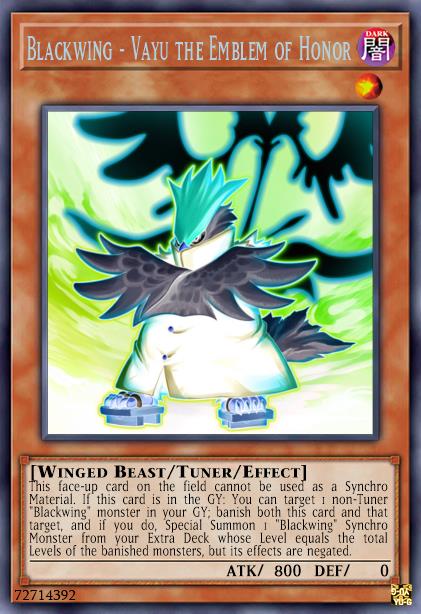 Blackwing - Vayu the Emblem of Honor
DARK
闇
[Winged Beast/Tuner/Effect]
This face-up card on the field cannot be used as a Synchro
Material. If this card is in the GY: You can target 1 non-Tuner
"Blackwing" monster in your GY; banish both this card and that
target, and if you do, Special Summon 1 "Blackwing" Synchro
Monster from your Extra Deck whose Level equals the total
Levels of the banished monsters, but its effects are negated.
ATK/ 800 DEF/ 0
72714392